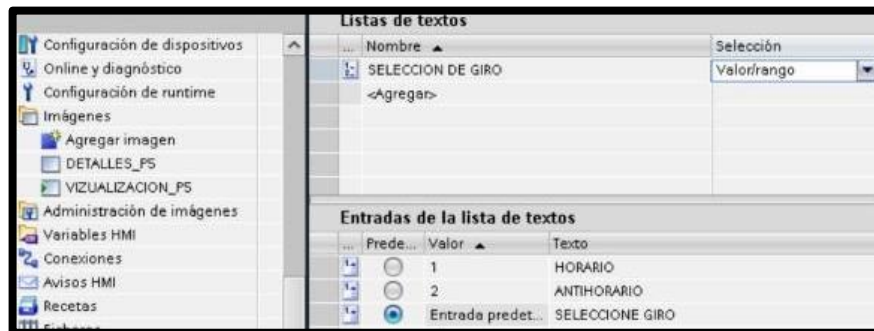 Configuración de dispositivos
Online y diagnóstico
Configuración de runtime
Imágenes
Agregar imagen
DETALLES_PS
VIZUALIZACION_PS
Administración de imágenes
Variables HMI
Conexiones
Avisos HMI
Recetas
Listas de textos
... Nombre Selección
SELECCION DE GIRO Valor/rango
<Agregar>
Entradas de la lista de textos
... Prede... Valor Texto
1 HORARIO
2 ANTIHORARIO
Entrada predet... SELECCIONE GIRO